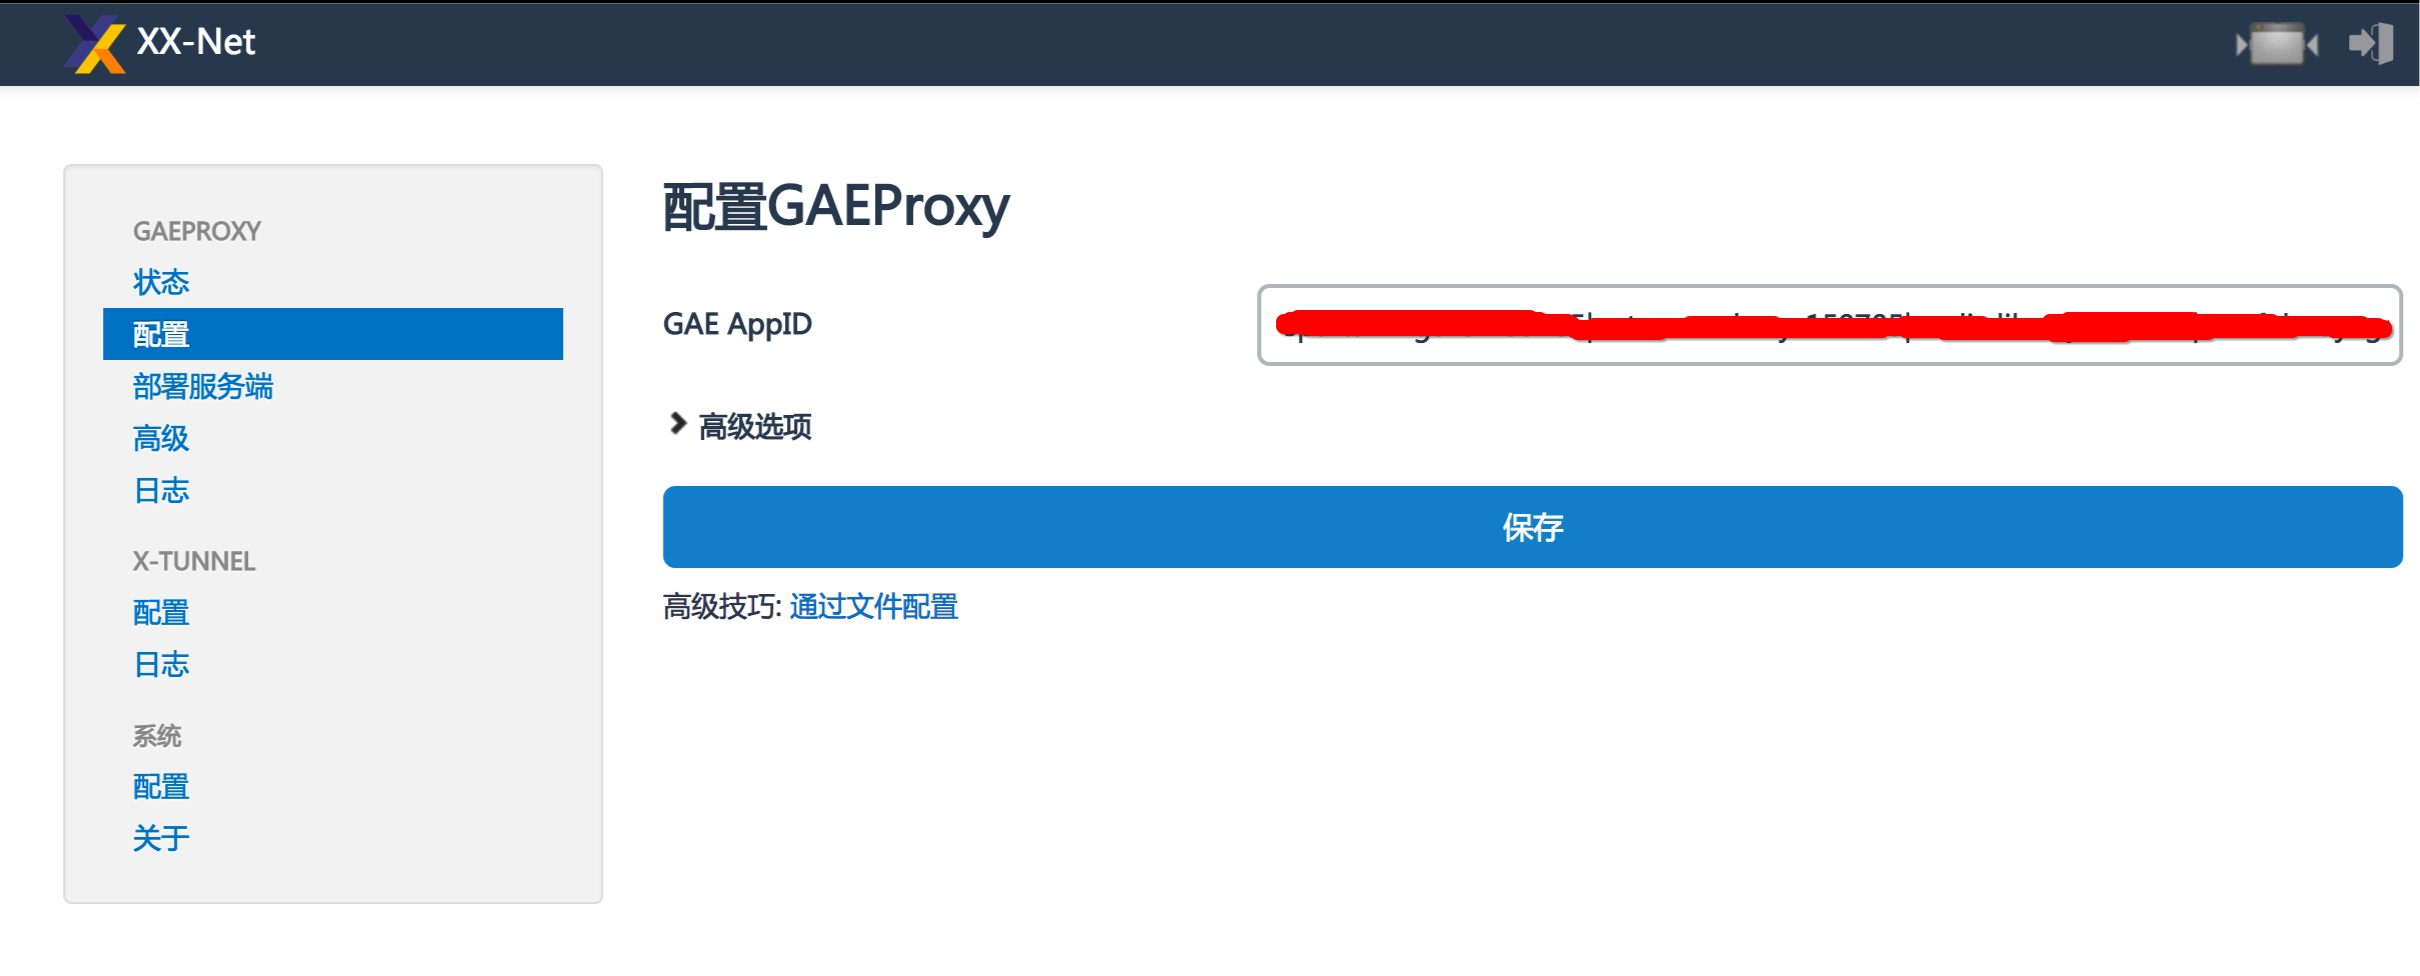 XX-Net
GAEPROXY
状态
配置
部署服务端
高级
日志
X-TUNNEL
配置
日志
系统
配置
关于
配置GAEProxy
GAE AppID
高级选项
保存
高级技巧: 通过文件配置